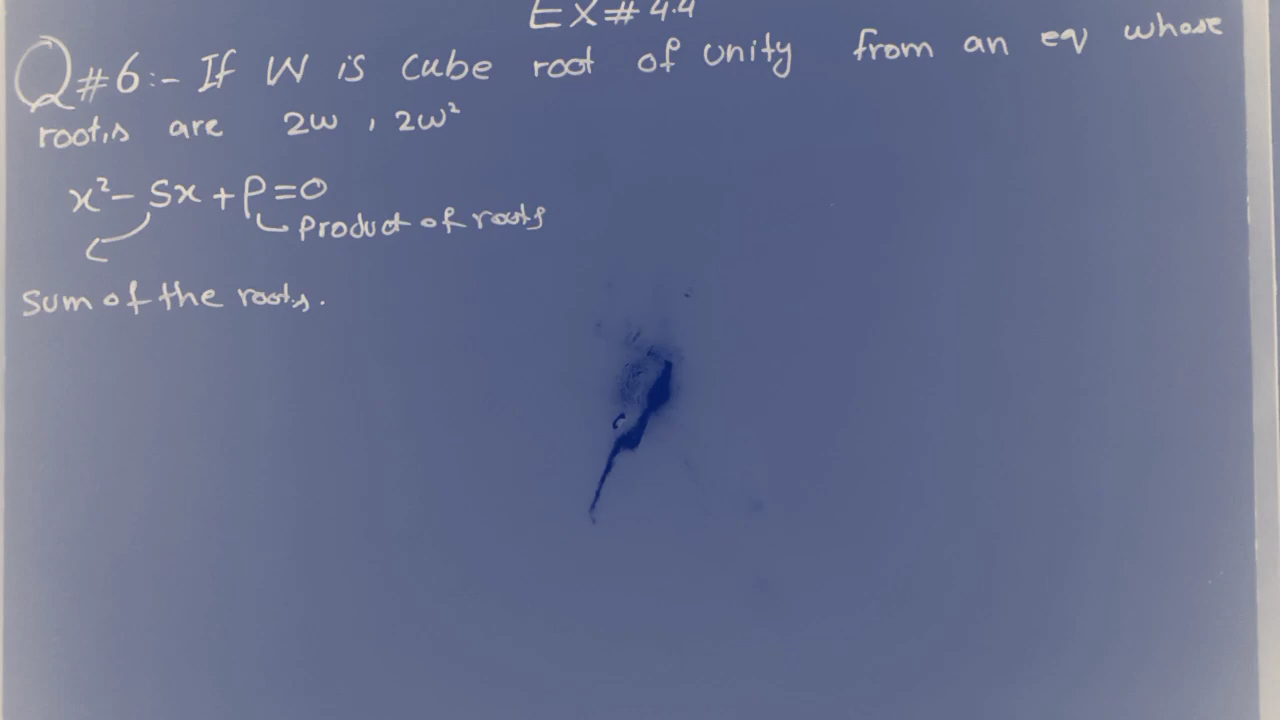 EX# 4.4
Q#6:- If W is cube root of unity from an eq whose
roots are 2w , 2w²
x² - Sx + P = 0
Product of roots
Sum of the roots.